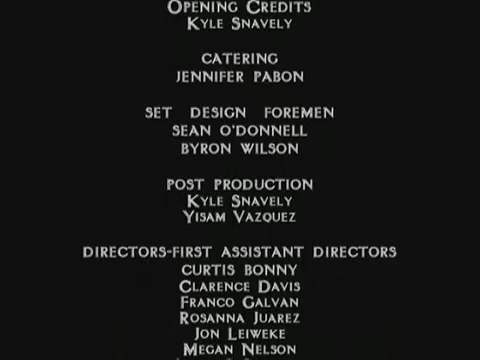 Opening Credits
Kyle Snavely
CATERING
JENNIFER PABON
SET DESIGN FOREMEN
SEAN O'DONNELL
BYRON WILSON
POST PRODUCTION
Kyle Snavely
Yisam Vazquez
DIRECTORS-FIRST ASSISTANT DIRECTORS
CURTIS BONNY
Clarence Davis
Franco Galvan
Rosanna Juarez
Jon Leiweke
Megan Nelson